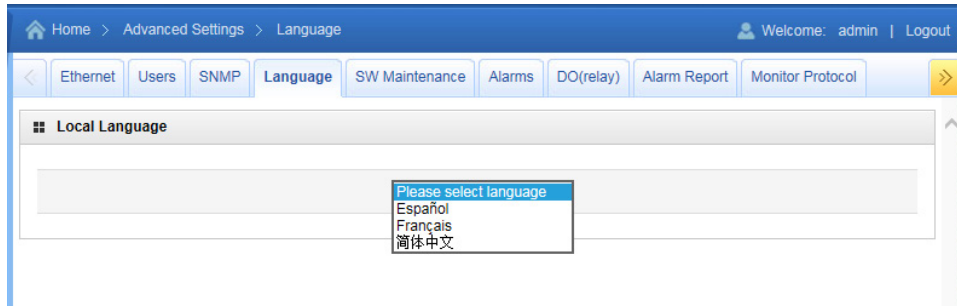 Home > Advanced Settings > Language Welcome: admin | Logout
Ethernet Users SNMP Language SW Maintenance Alarms DO(relay) Alarm Report Monitor Protocol
Local Language
Please select language
Español
Français
简体中文